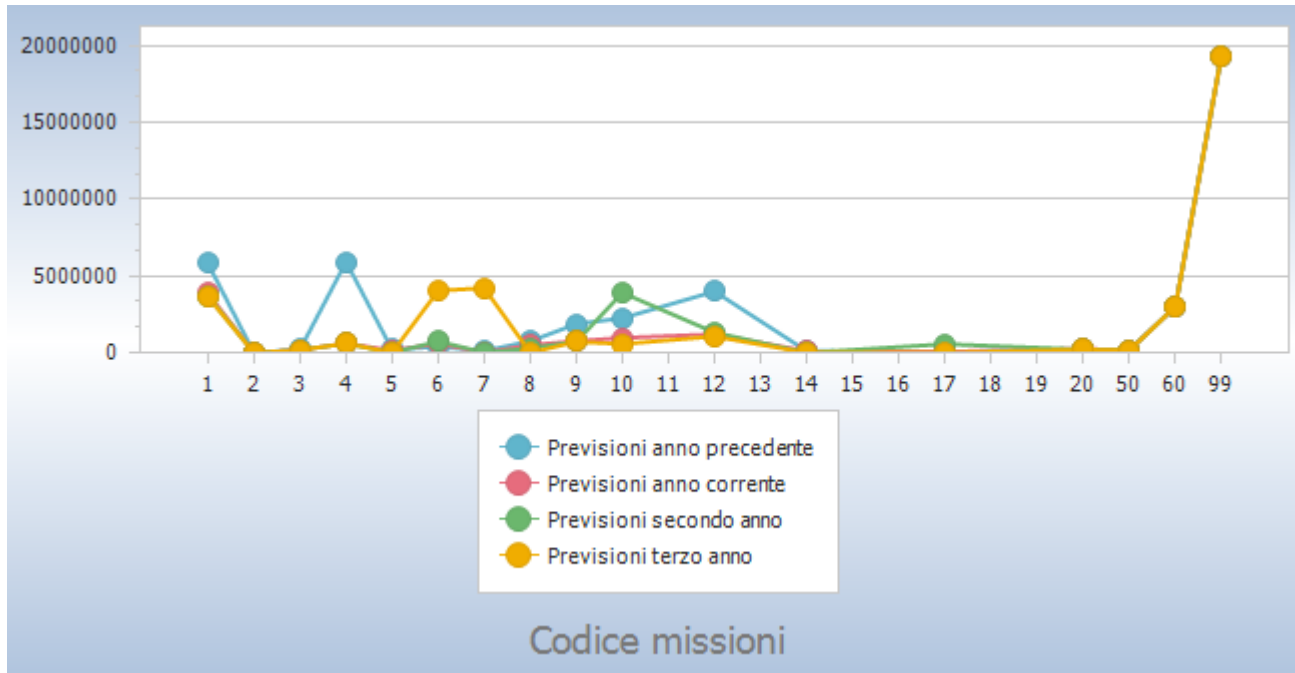 20000000
15000000
10000000
5000000
0
1 2 3 4 5 6 7 8 9 10 11 12 13 14 15 16 17 18 19 20 50 60 99
Previsioni anno precedente
Previsioni anno corrente
Previsioni secondo anno
Previsioni terzo anno
Codice missioni